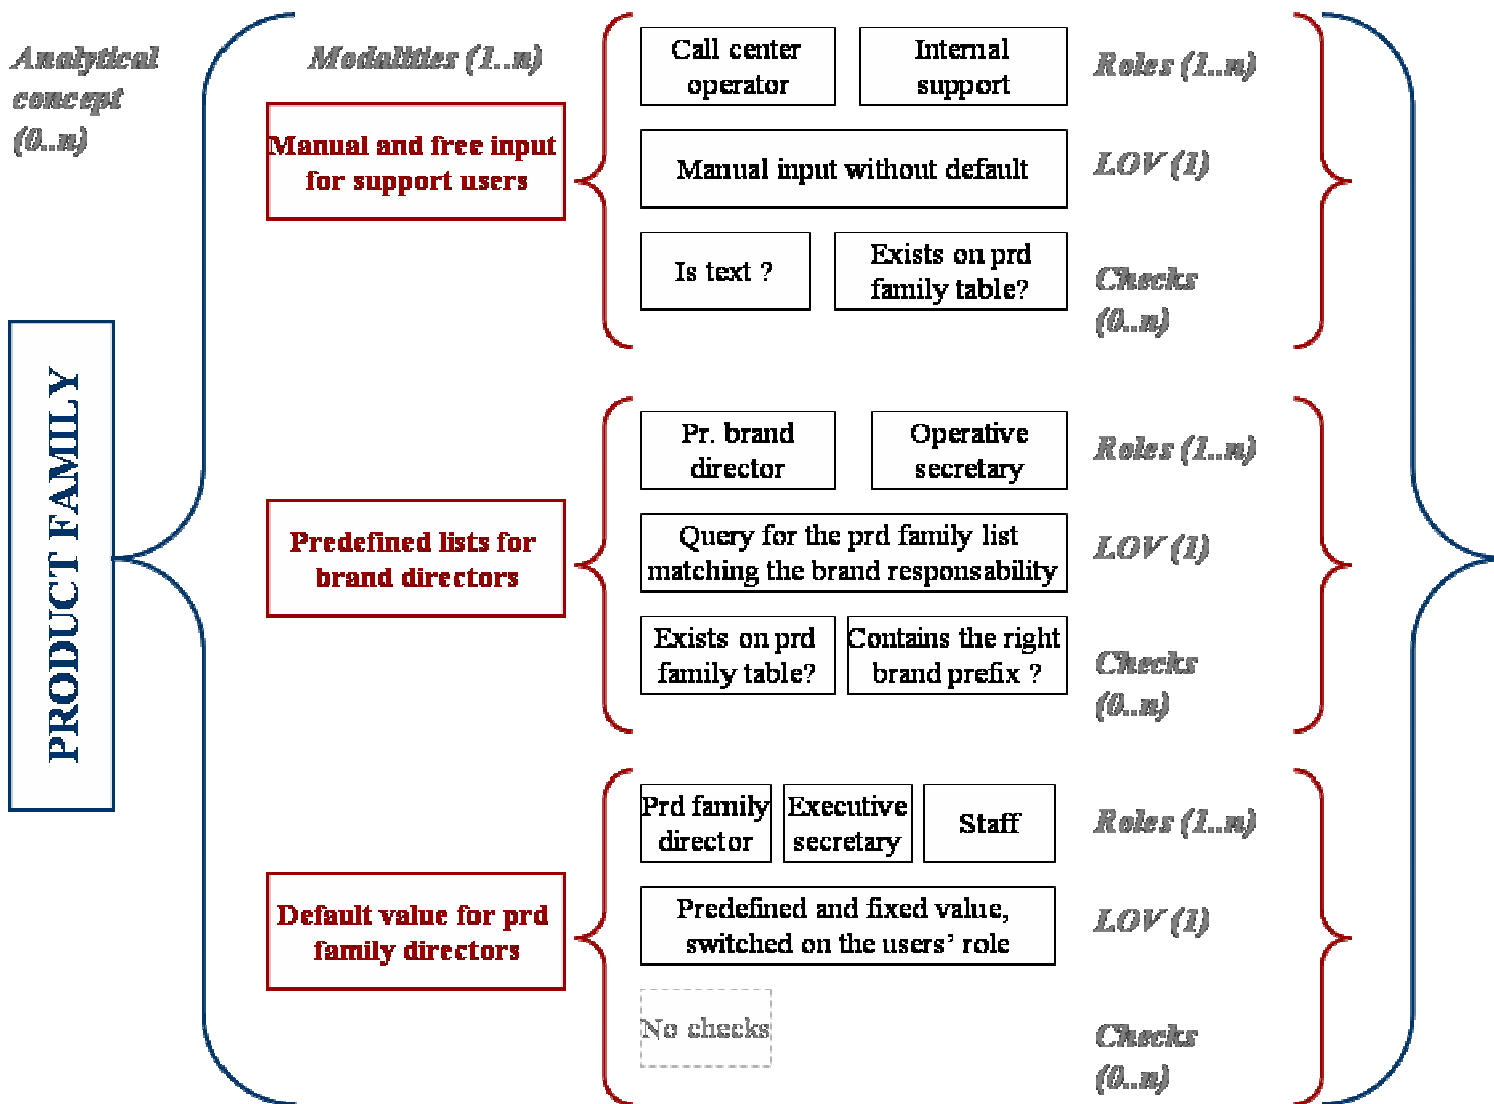 Analytical
concept
(0..n)
PRODUCT FAMILY
Modalities (1..n)
Manual and free input
for support users
Call center
operator
Internal
support
Roles (1..n)
Manual input without default
LOV (1)
Is text ?
Exists on prd
family table?
Checks
(0..n)
Predefined lists for
brand directors
Pr. brand
director
Operative
secretary
Roles (1..n)
Query for the prd family list
matching the brand responsability
LOV (1)
Exists on prd
family table?
Contains the right
brand prefix ?
Checks
(0..n)
Default value for prd
family directors
Prd family
director
Executive
secretary
Staff
Roles (1..n)
Predefined and fixed value,
switched on the users’ role
LOV (1)
No checks
Checks
(0..n)